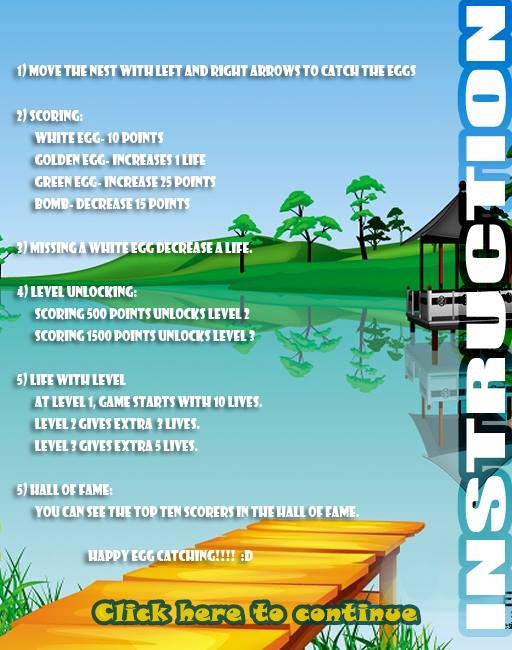 1) MOVE THE NEST WITH LEFT AND RIGHT ARROWS TO CATCH THE EGGS
2) SCORING:
WHITE EGG- 10 POINTS
GOLDEN EGG- INCREASES 1 LIFE
GREEN EGG- INCREASE 25 POINTS
BOMB- DECREASE 15 POINTS
3) MISSING A WHITE EGG DECREASE A LIFE.
4) LEVEL UNLOCKING:
SCORING 500 POINTS UNLOCKS LEVEL 2
SCORING 1500 POINTS UNLOCKS LEVEL 3
5) LIFE WITH LEVEL
AT LEVEL 1, GAME STARTS WITH 10 LIVES.
LEVEL 2 GIVES EXTRA 3 LIVES.
LEVEL 3 GIVES EXTRA 5 LIVES.
5) HALL OF FAME:
YOU CAN SEE THE TOP TEN SCORERS IN THE HALL OF FAME.
HAPPY EGG CATCHING!!!! :D
Click here to continue
INSTRUCTION